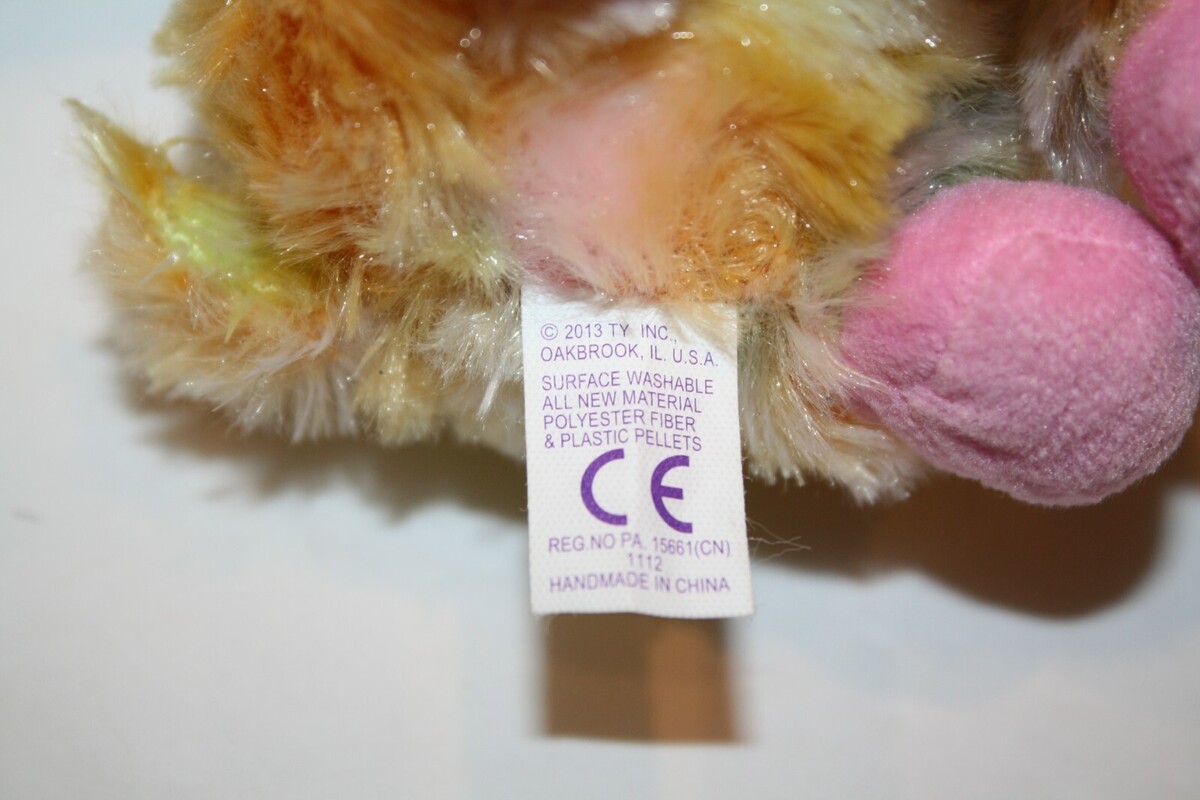 © 2013 TY INC.,
OAKBROOK, IL. U.S.A.
SURFACE WASHABLE
ALL NEW MATERIAL
POLYESTER FIBER
& PLASTIC PELLETS
CE
REG.NO PA. 15661(CN)
1112
HANDMADE IN CHINA